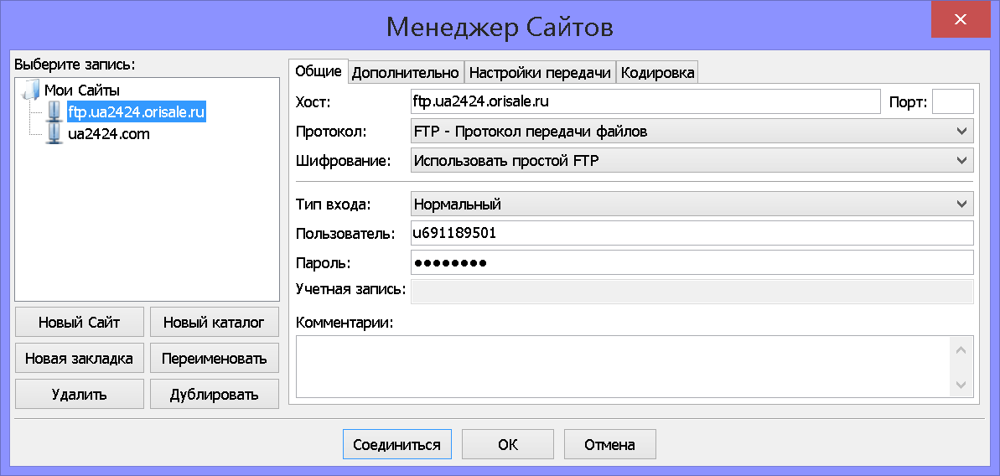 Менеджер Сайтов
Выберите запись:
Мои Сайты
ftp.ua2424.orisale.ru
ua2424.com
Новый Сайт
Новый каталог
Новая закладка
Переименовать
Удалить
Дублировать
Общие
Дополнительно
Настройки передачи
Кодировка
Хост: ftp.ua2424.orisale.ru Порт:
Протокол: FTP - Протокол передачи файлов
Шифрование: Использовать простой FTP
Тип входа: Нормальный
Пользователь: u691189501
Пароль: ●●●●●●●●
Учетная запись:
Комментарии:
Соединиться
OK
Отмена